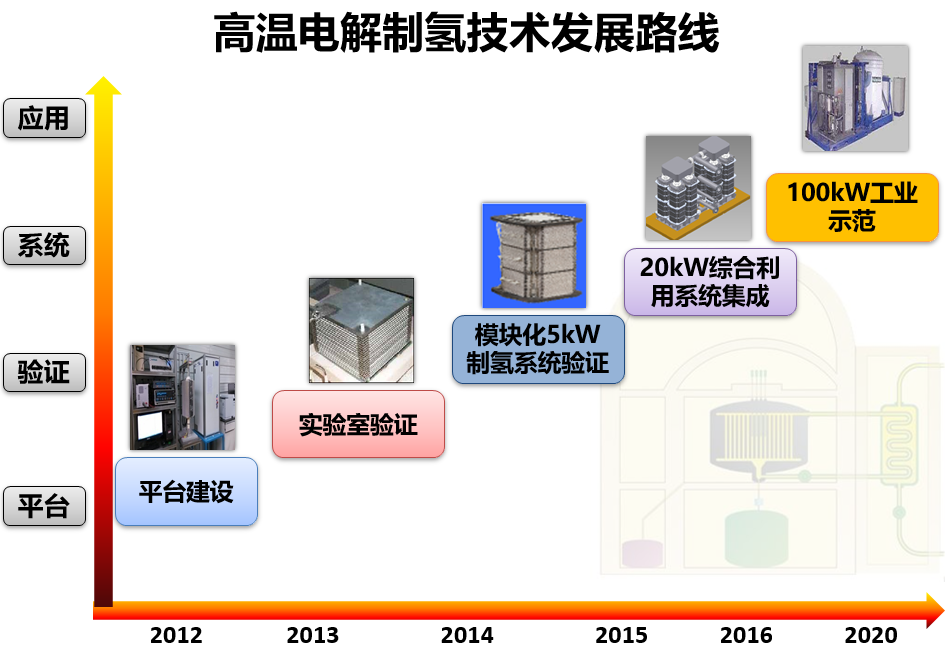 高温电解制氢技术发展路线
应用
系统
验证
平台
100kW工业
示范
20kW综合利
用系统集成
模块化5kW
制氢系统验证
实验室验证
平台建设
2012
2013
2014
2015
2016
2020